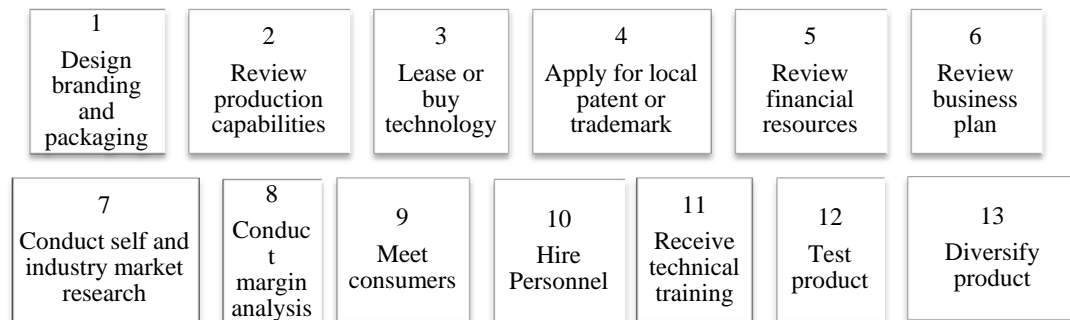 1
Design
branding
and
packaging
2
Review
production
capabilities
3
Lease or
buy
technology
4
Apply for local
patent or
trademark
5
Review
financial
resources
6
Review
business
plan
7
Conduct self and
industry market
research
8
Conduc
t
margin
analysis
9
Meet
consumers
10
Hire
Personnel
11
Receive
technical
training
12
Test
product
13
Diversify
product